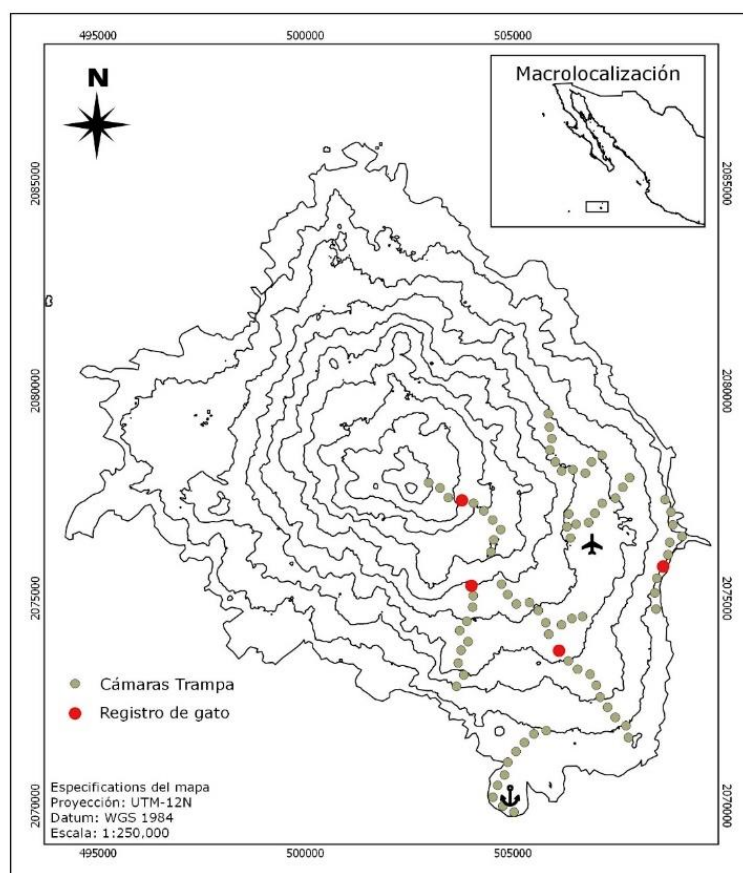 495000 500000 505000
N
Macrolocalización
2085000 2085000
2080000 2080000
2075000 2075000
Cámaras Trampa
Registro de gato
Especifications del mapa
Proyección: UTM-12N
Datum: WGS 1984
Escala: 1:250,000
2070000 2070000
495000 500000 505000